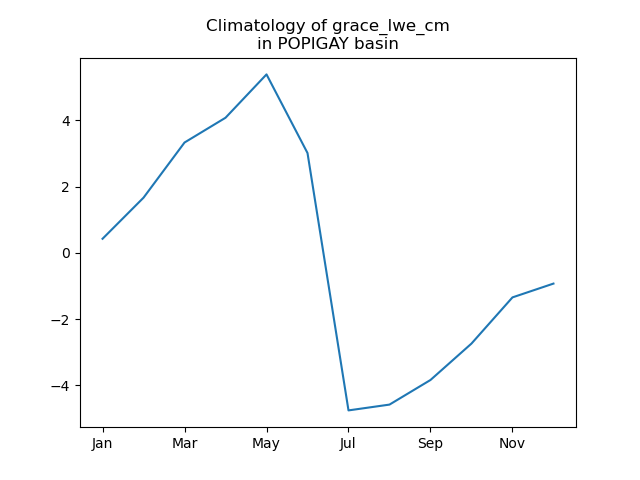 Climatology of grace_lwe_cm
in POPIGAY basin
4
2
0
−2
−4
Jan
Mar
May
Jul
Sep
Nov